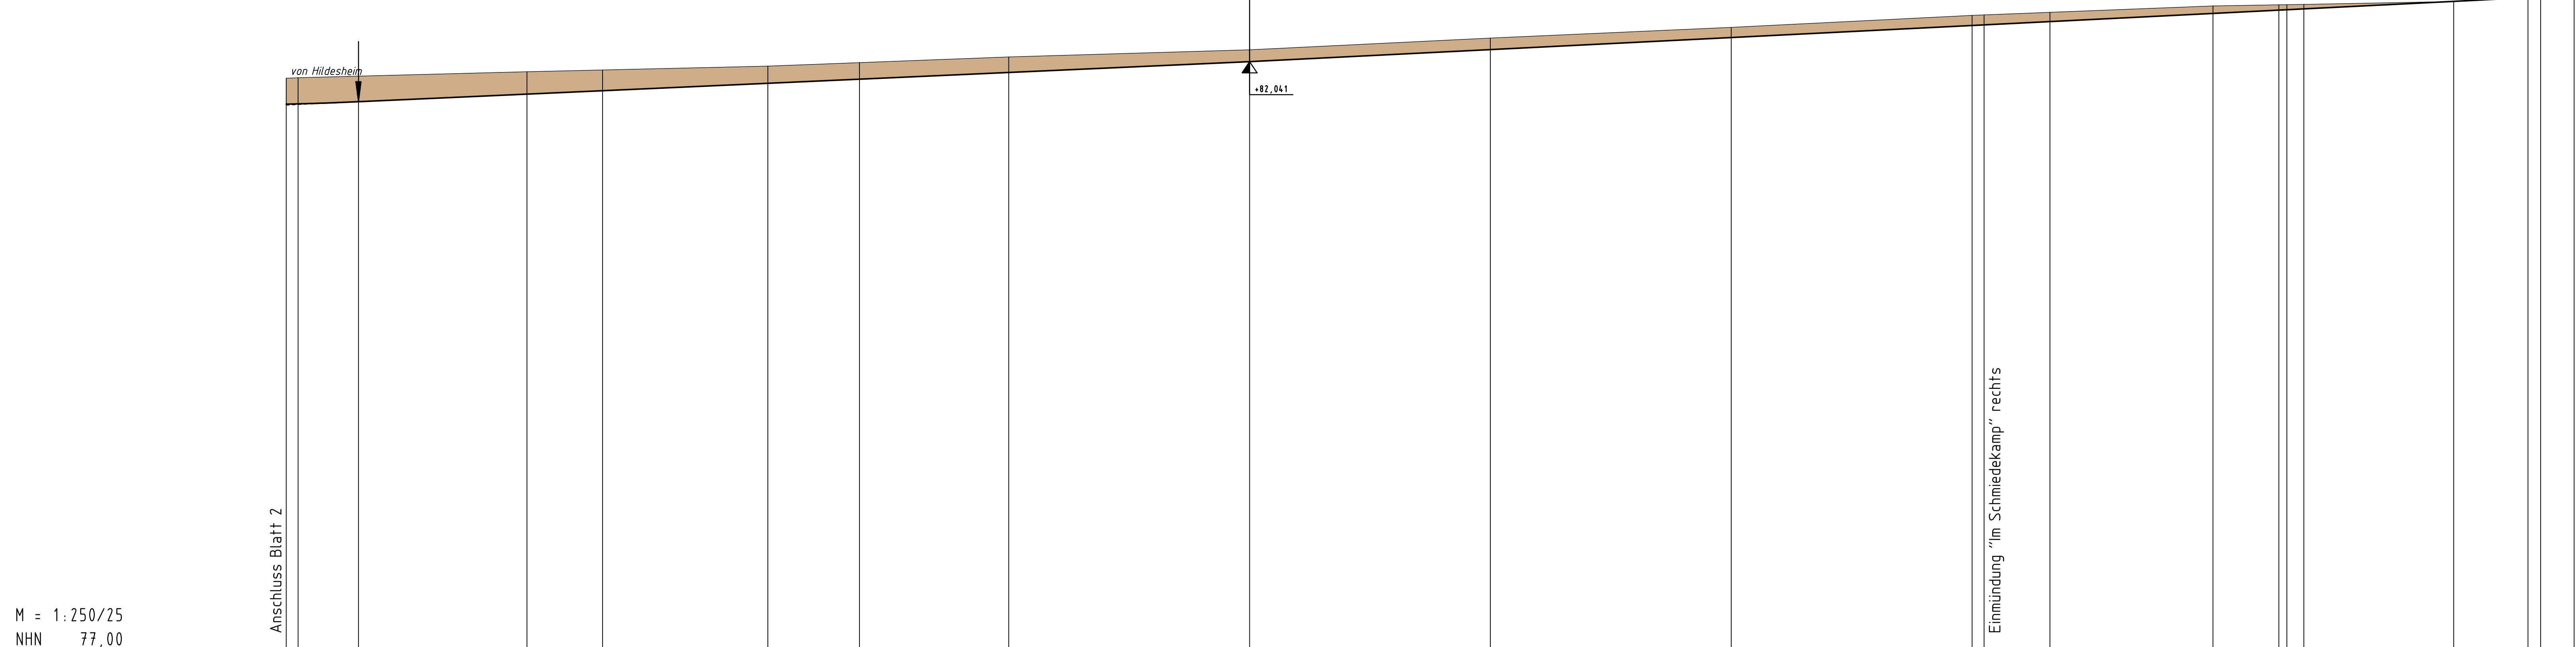 von Hildesheim
+82,041
Einmündung "Im Schmiedekamp" rechts
Anschluss Blatt 2
M = 1:250/25
NHN 77,00